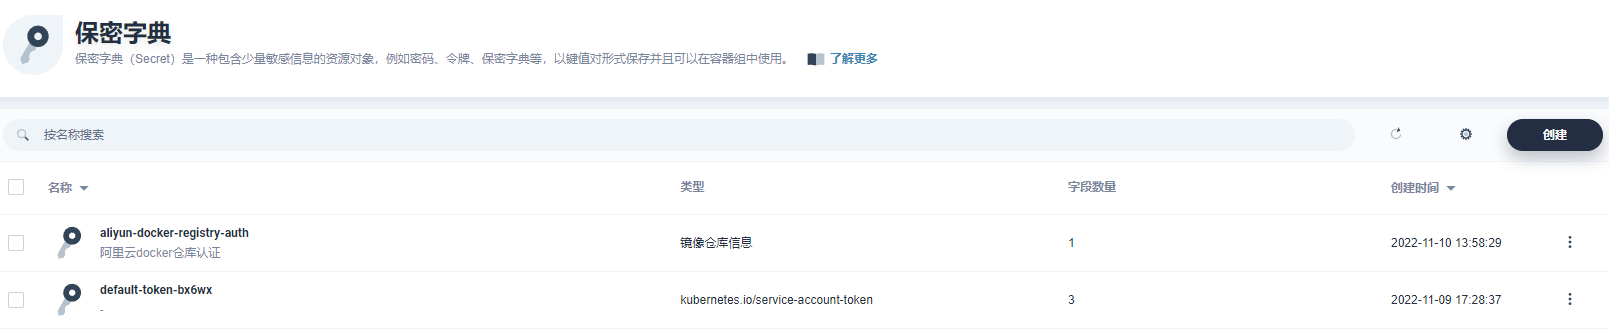 保密字典
保密字典（Secret）是一种包含少量敏感信息的资源对象，例如密码、令牌、保密字典等，以键值对形式保存并且可以在容器组中使用。 了解更多
按名称搜索 创建
名称 类型 字段数量 创建时间
aliyun-docker-registry-auth
阿里云docker仓库认证 镜像仓库信息 1 2022-11-10 13:58:29
default-token-bx6wx
- kubernetes.io/service-account-token 3 2022-11-09 17:28:37